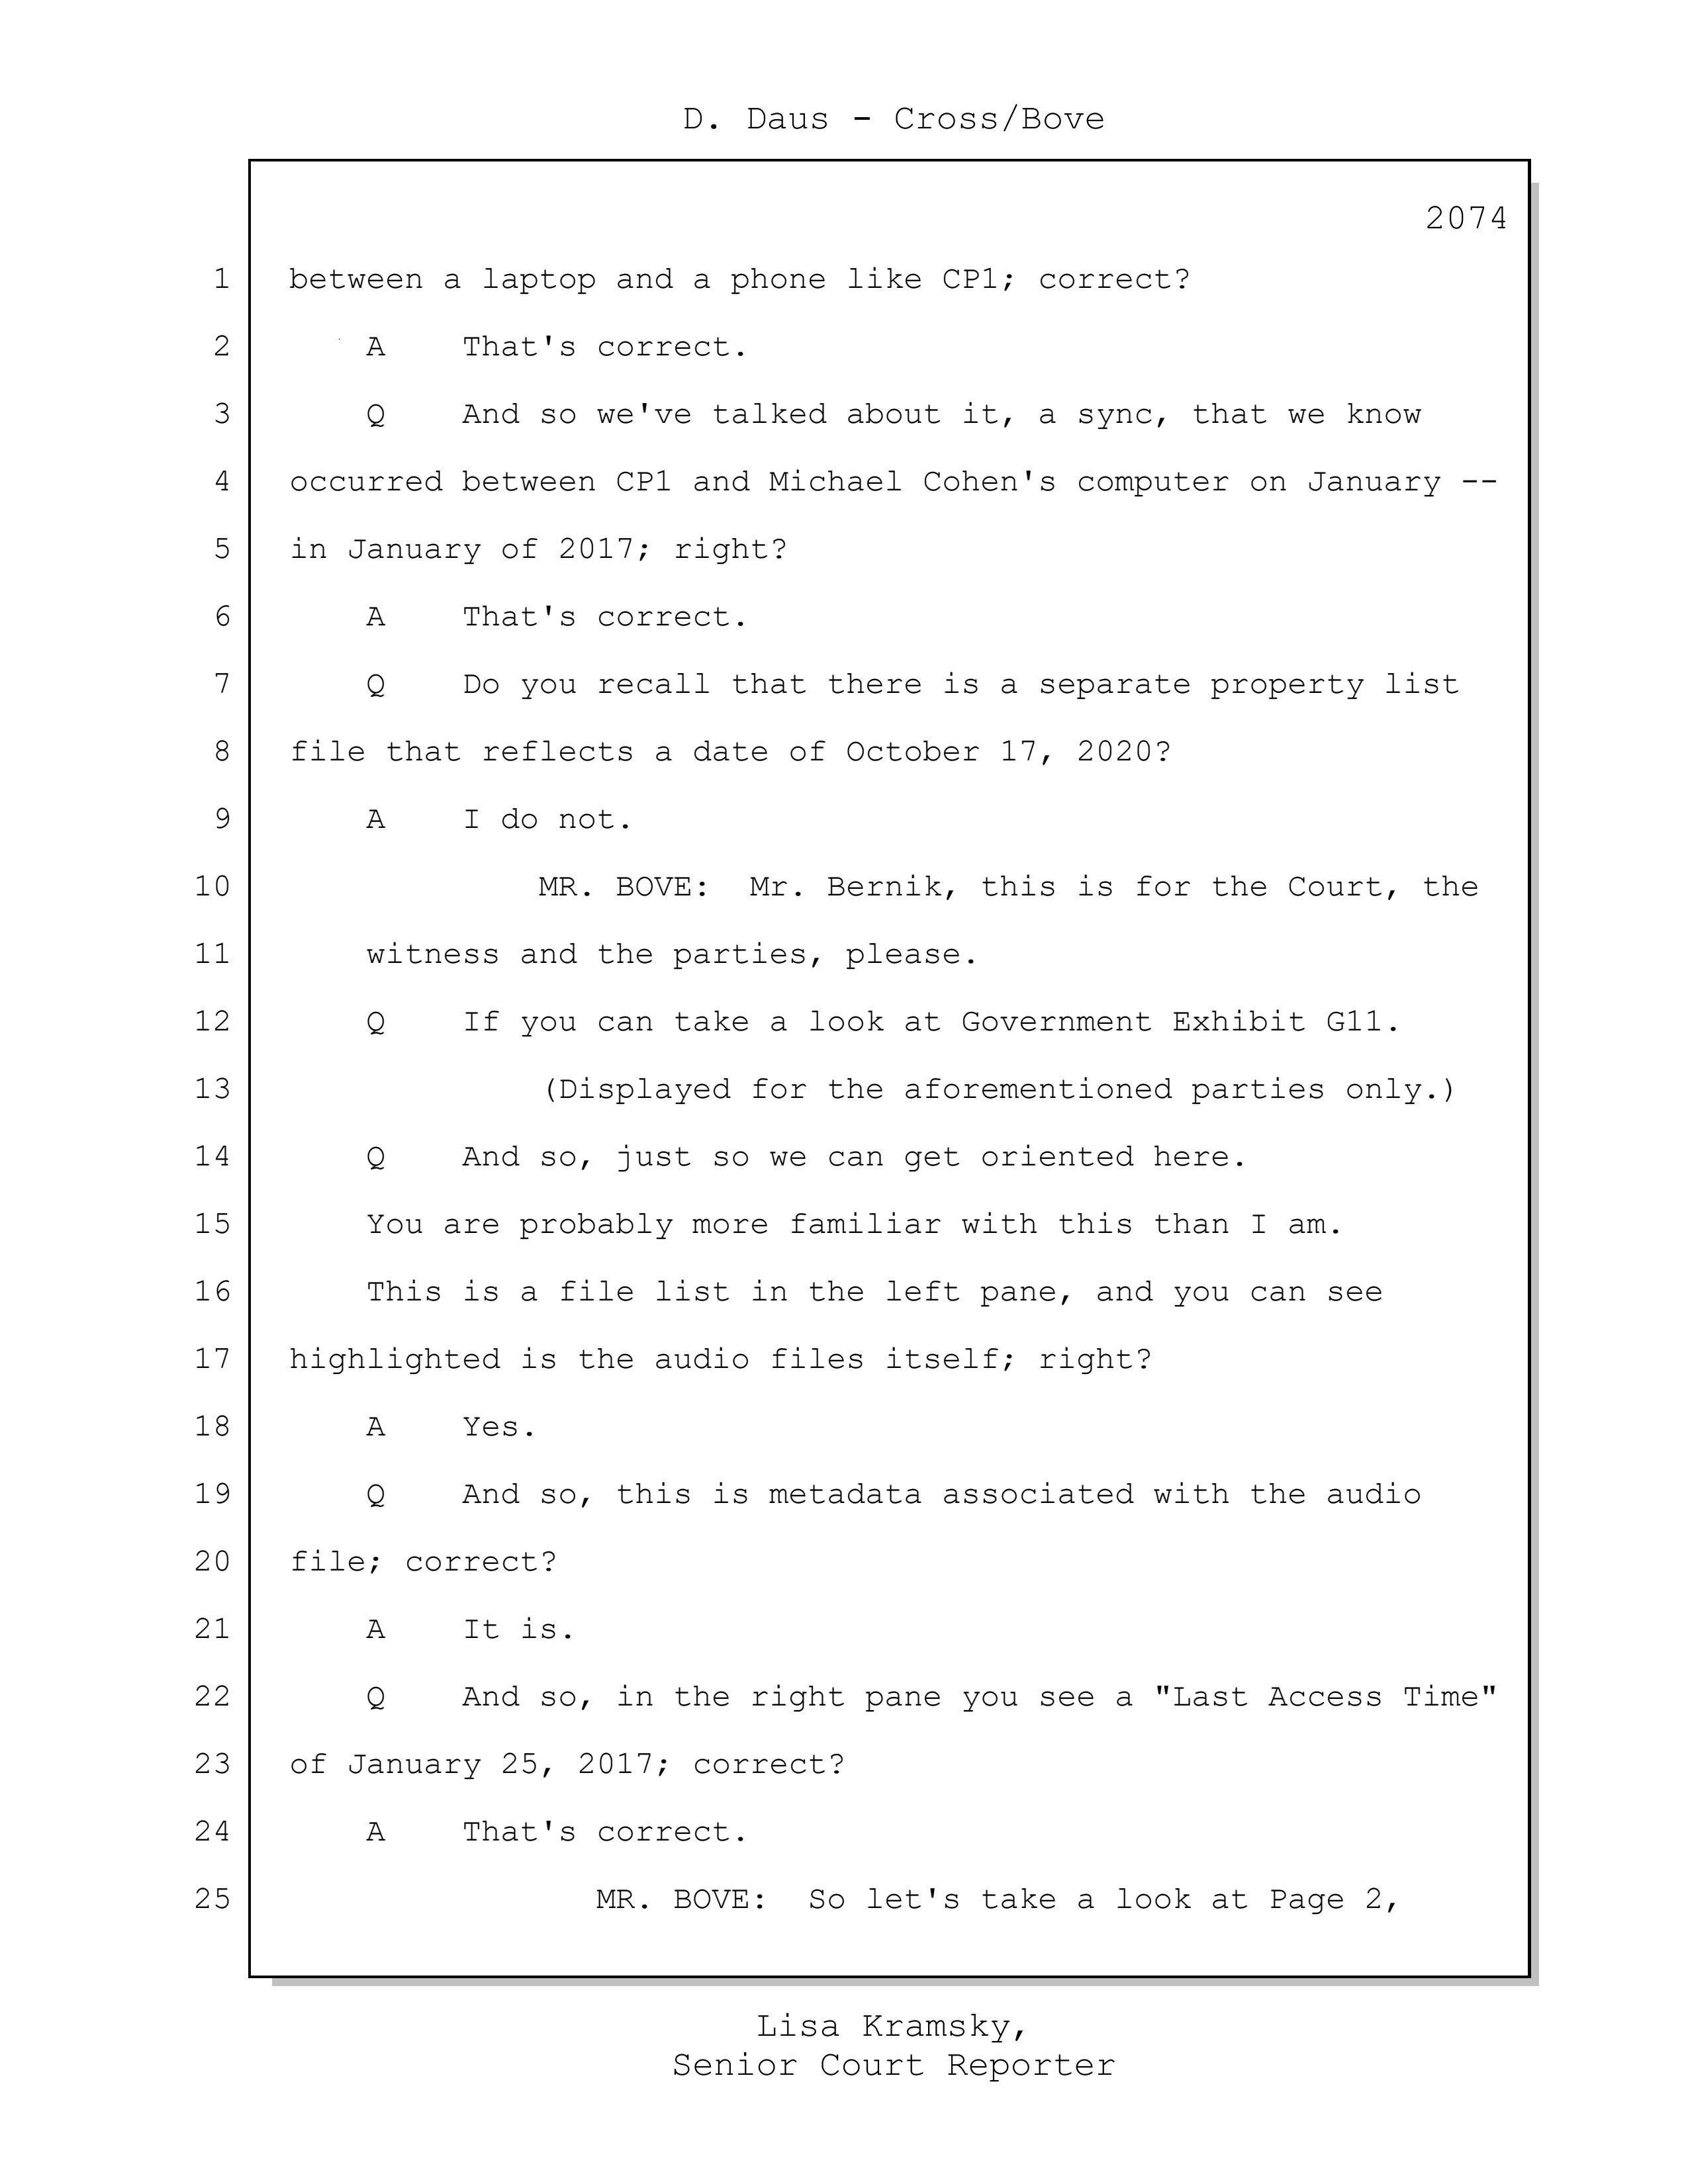 D. Daus - Cross/Bove
2074
1 between a laptop and a phone like CP1; correct?
2 A That's correct.
3 Q And so we've talked about it, a sync, that we know
4 occurred between CP1 and Michael Cohen's computer on January --
5 in January of 2017; right?
6 A That's correct.
7 Q Do you recall that there is a separate property list
8 file that reflects a date of October 17, 2020?
9 A I do not.
10 MR. BOVE: Mr. Bernik, this is for the Court, the
11 witness and the parties, please.
12 Q If you can take a look at Government Exhibit G11.
13 (Displayed for the aforementioned parties only.)
14 Q And so, just so we can get oriented here.
15 You are probably more familiar with this than I am.
16 This is a file list in the left pane, and you can see
17 highlighted is the audio files itself; right?
18 A Yes.
19 Q And so, this is metadata associated with the audio
20 file; correct?
21 A It is.
22 Q And so, in the right pane you see a "Last Access Time"
23 of January 25, 2017; correct?
24 A That's correct.
25 MR. BOVE: So let's take a look at Page 2,
Lisa Kramsky,
Senior Court Reporter